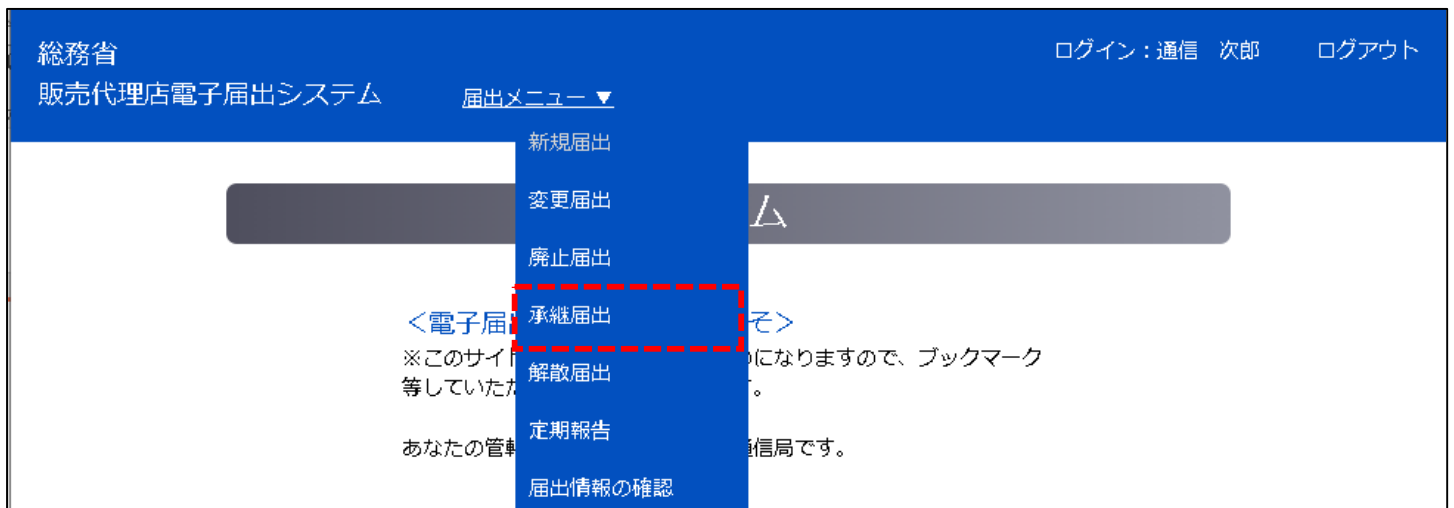 総務省
ログイン：通信　次郎
ログアウト
販売代理店電子届出システム
届出メニュー ▼
新規届出
変更届出
廃止届出
承継届出
解散届出
定期報告
届出情報の確認
ム
＜電子届
そ＞
※このサイト
になりますので、ブックマーク
等していただ
。
あなたの管轄
通信局です。